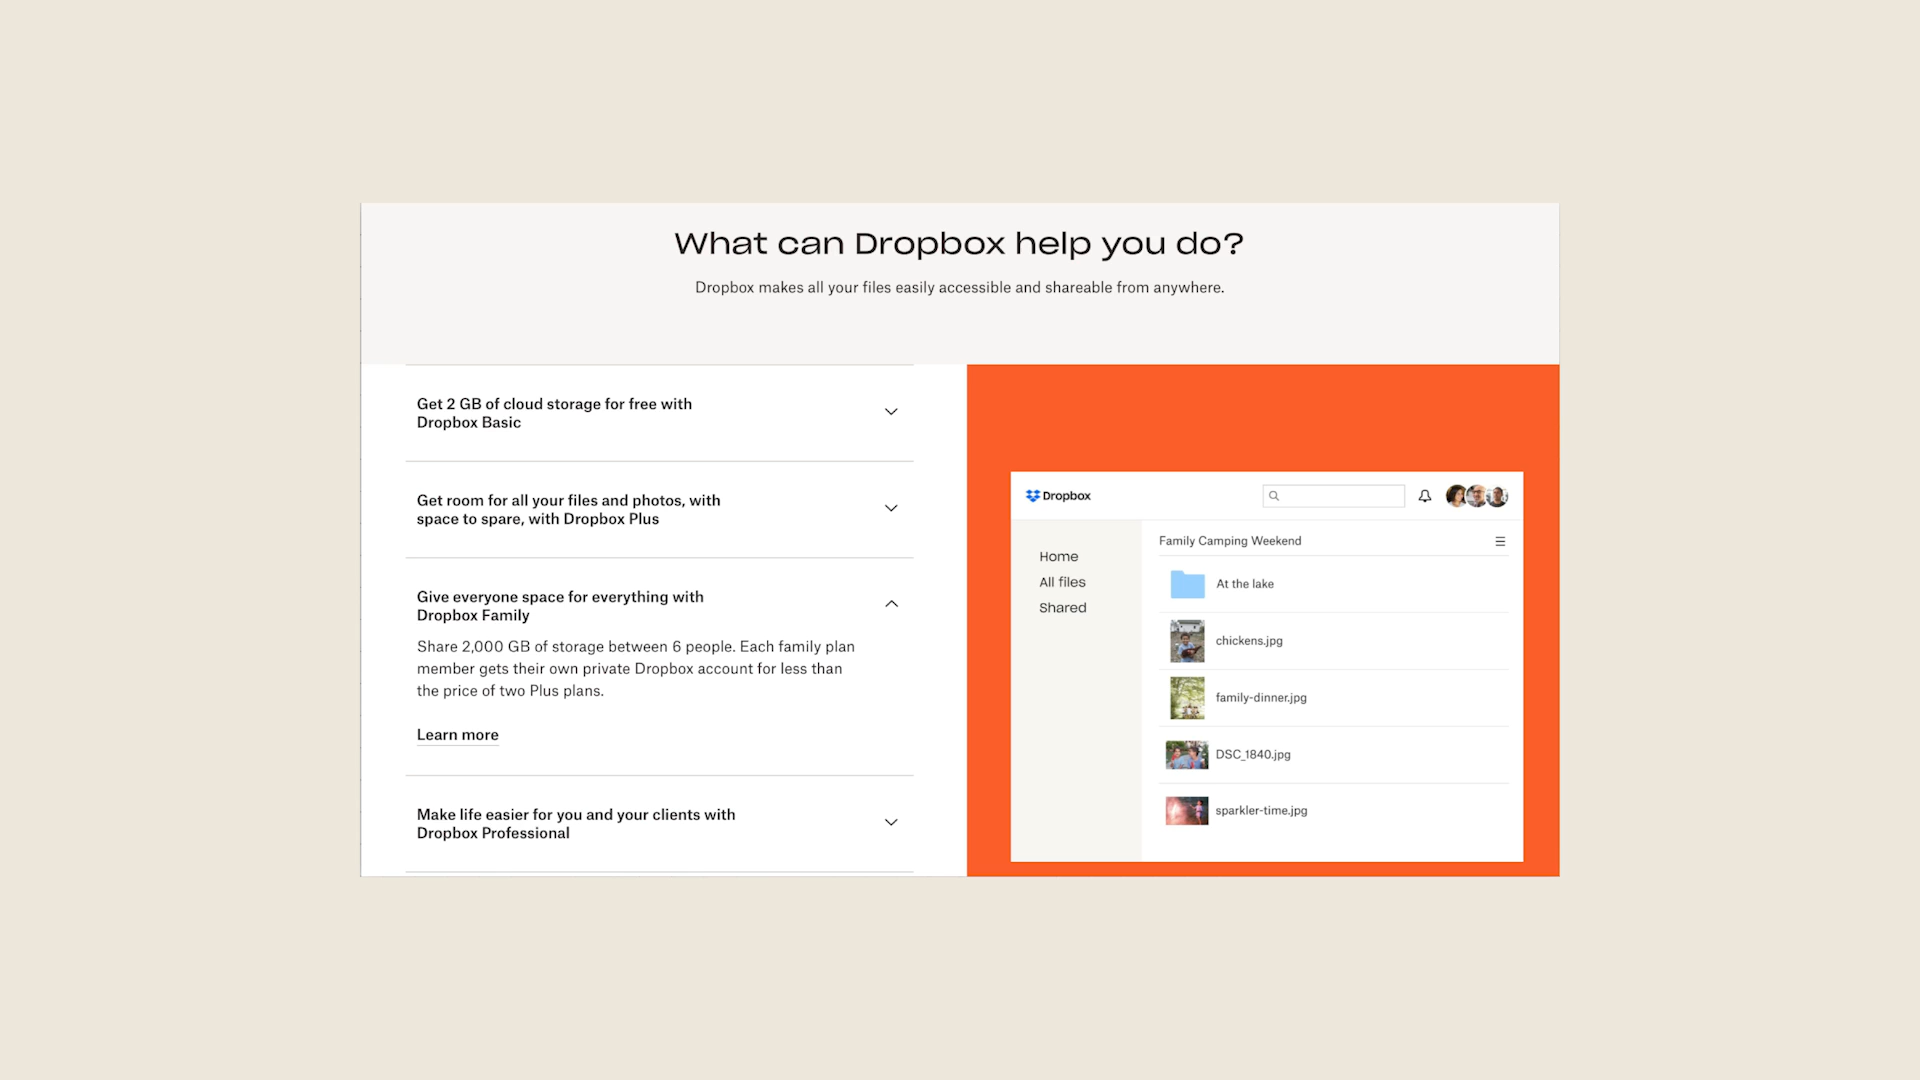 What can Dropbox help you do?
Dropbox makes all your files easily accessible and shareable from anywhere.
Get 2 GB of cloud storage for free with
Dropbox Basic
Get room for all your files and photos, with
space to spare, with Dropbox Plus
Give everyone space for everything with
Dropbox Family
Share 2,000 GB of storage between 6 people. Each family plan
member gets their own private Dropbox account for less than
the price of two Plus plans.
Learn more
Make life easier for you and your clients with
Dropbox Professional
Dropbox
Home
All files
Shared
Family Camping Weekend
At the lake
chickens.jpg
family-dinner.jpg
DSC_1840.jpg
sparkler-time.jpg